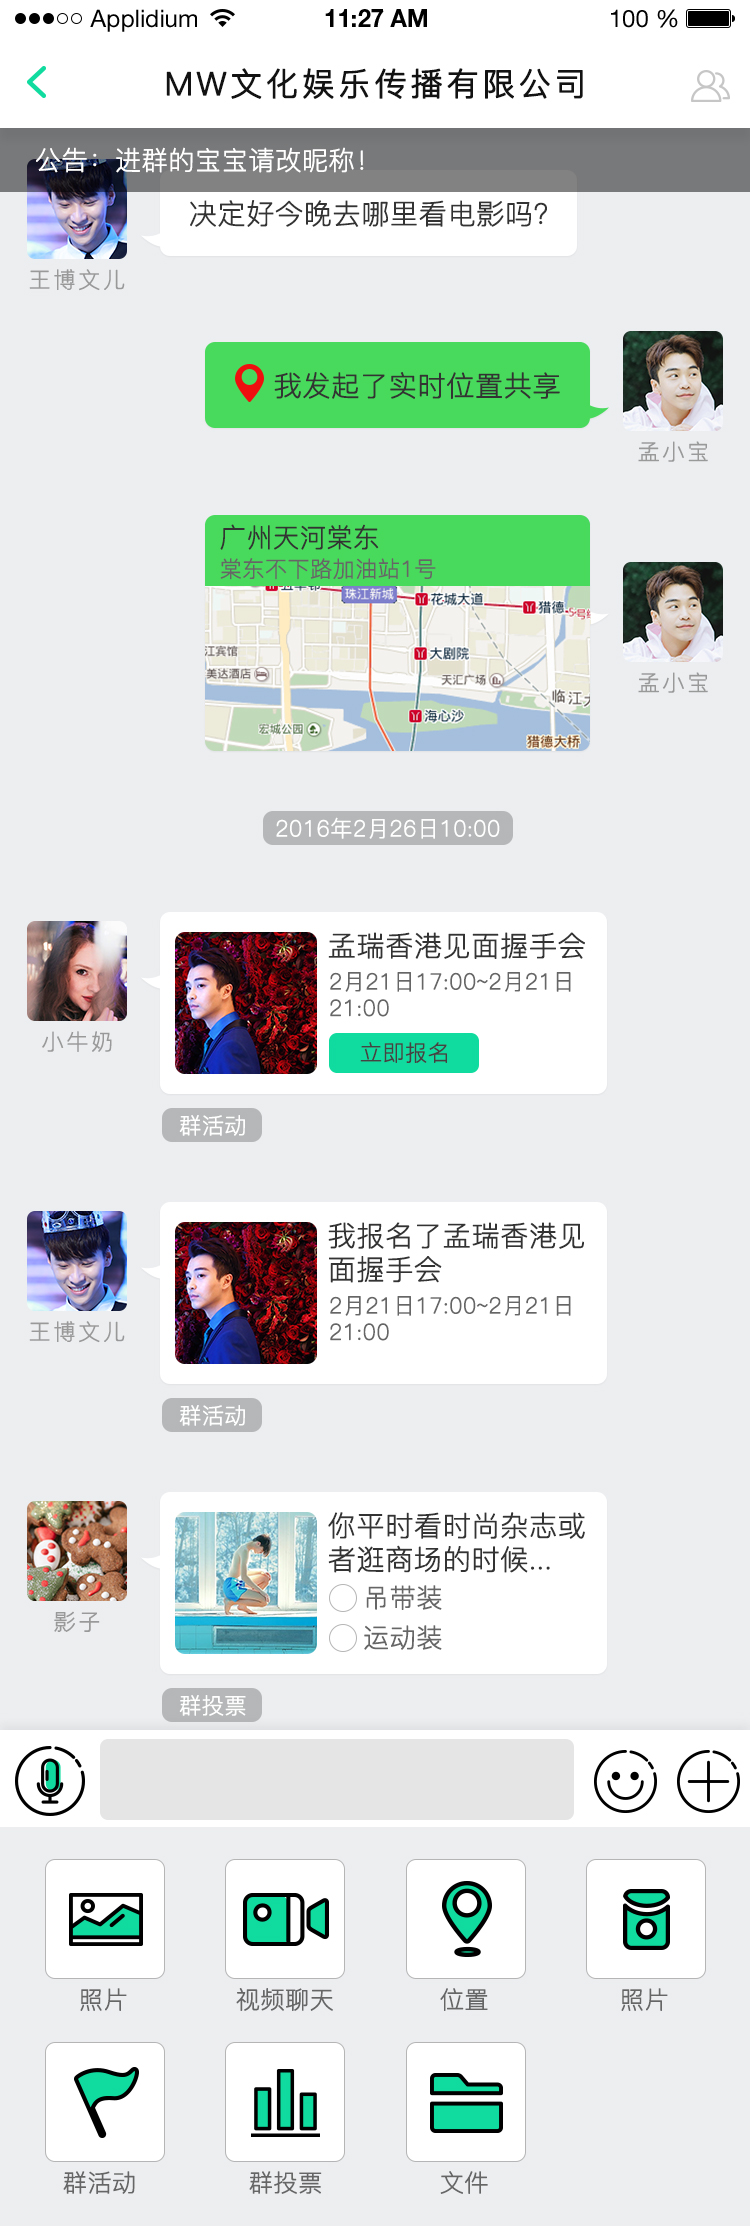 Applidium 11:27 AM 100 %
MW文化娱乐传播有限公司
公告：进群的宝宝请改昵称！
决定好今晚去哪里看电影吗？
王博文儿
我发起了实时位置共享
孟小宝
广州天河棠东
棠东不下路加油站1号
珠江新城
花城大道
猎德
5号线
江宾馆
大剧院
美达酒店
天汇广场
孟小宝
临江大
海心沙
宏城公园
猎德大桥
2016年2月26日10:00
孟瑞香港见面握手会
2月21日17:00~2月21日
21:00
小牛奶
立即报名
群活动
我报名了孟瑞香港见
面握手会
2月21日17:00~2月21日
21:00
王博文儿
群活动
你平时看时尚杂志或
者逛商场的时候...
吊带装
影子
运动装
群投票
照片
视频聊天
位置
照片
群活动
群投票
文件